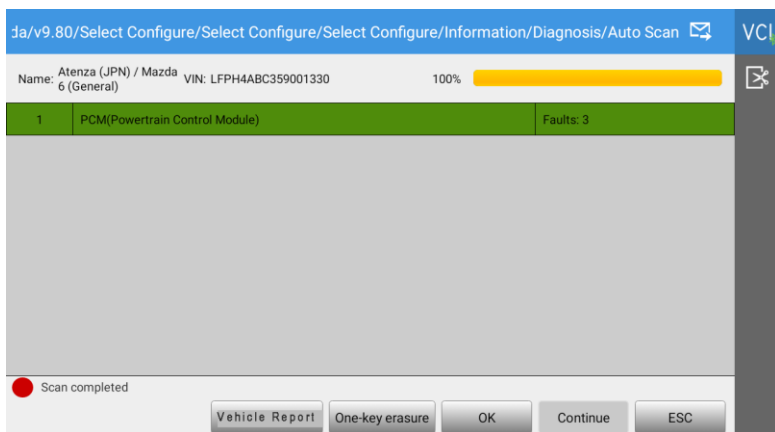 da/v9.80/Select Configure/Select Configure/Select Configure/Information/Diagnosis/Auto Scan
VCI
Name: Atenza (JPN) / Mazda 6 (General) VIN: LFPH4ABC359001330 100%
1 PCM(Powertrain Control Module) Faults: 3
Scan completed
Vehicle Report One-key erasure OK Continue ESC